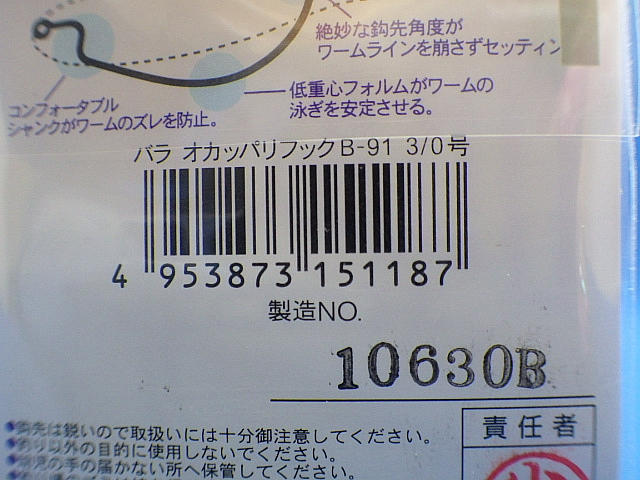 絶妙な鈎先角度が
ワームラインを崩さずセッティン
低重心フォルムがワームの
泳ぎを安定させる。
コンフォータブル
シャンクがワームのズレを防止。
バラ オカッパリフックB-91 3/0号
4 953873 151187
製造NO.
10630B
●鈎先は鋭いので取扱いには十分御注意してください。
●釣り以外の目的に使用しないでください。
の手の届かない所へ保管してください。
責任者